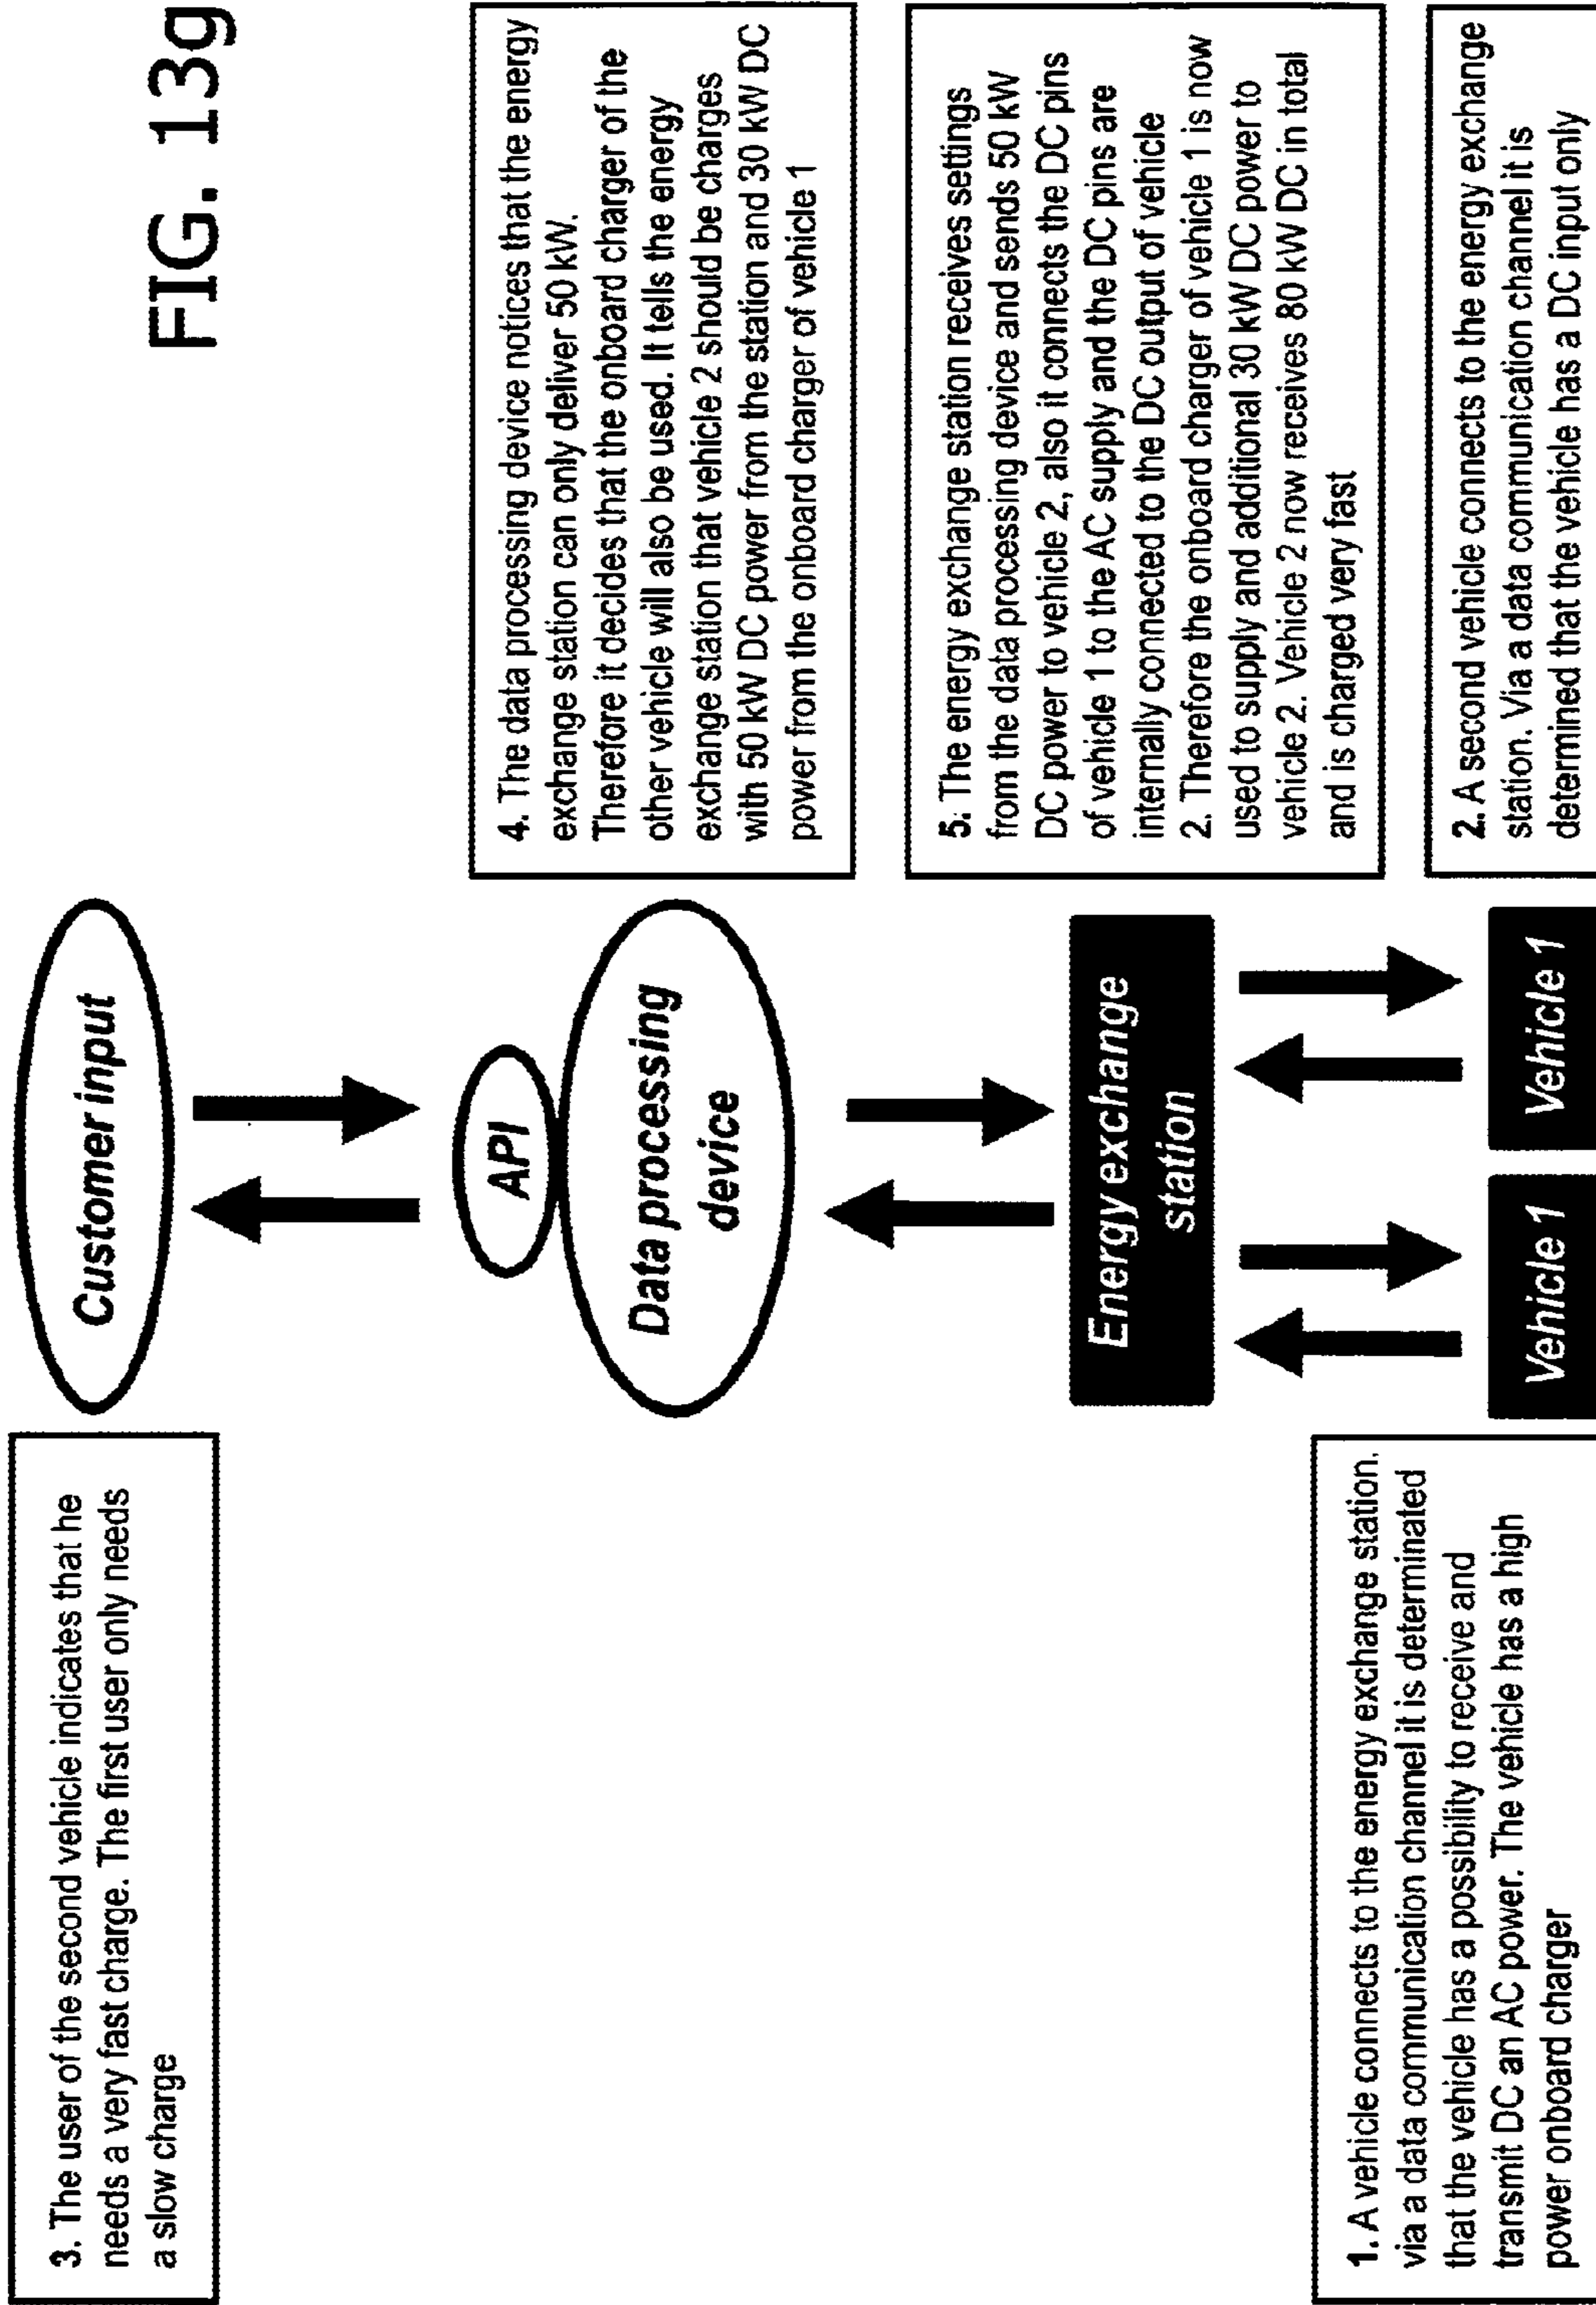 FIG. 13g
3. The user of the second vehicle indicates that he
needs a very fast charge. The first user only needs
a slow charge
Customer input
API
Data processing
device
4. The data processing device notices that the energy
exchange station can only deliver 50 kW.
Therefore it decides that the onboard charger of the
other vehicle will also be used. It tells the energy
exchange station that vehicle 2 should be charges
with 50 kW DC power from the station and 30 kW DC
power from the onboard charger of vehicle 1
Energy exchange
station
5. The energy exchange station receives settings
from the data processing device and sends 50 kW
DC power to vehicle 2, also it connects the DC pins
of vehicle 1 to the AC supply and the DC pins are
internally connected to the DC output of vehicle
2. Therefore the onboard charger of vehicle 1 is now
used to supply and additional 30 kW DC power to
vehicle 2. Vehicle 2 now receives 80 kW DC in total
and is charged very fast
1. A vehicle connects to the energy exchange station.
via a data communication channel it is determinated
that the vehicle has a possibility to receive and
transmit DC an AC power. The vehicle has a high
power onboard charger
Vehicle 1
Vehicle 1
2. A second vehicle connects to the energy exchange
station. Via a data communication channel it is
determined that the vehicle has a DC input only